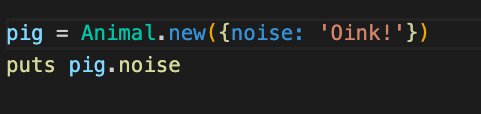 pig = Animal.new({noise: 'Oink!'})
puts pig.noise